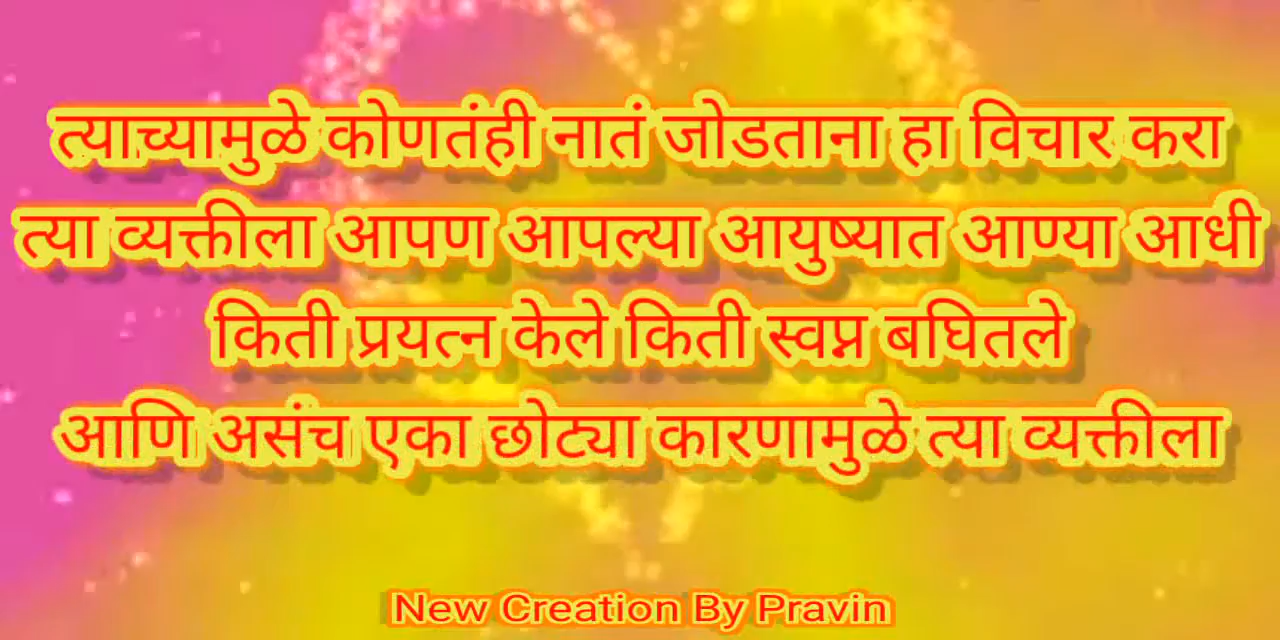 त्याच्यामुळे कोणतंही नातं जोडताना हा विचार करा
त्या व्यक्तीला आपण आपल्या आयुष्यात आण्या आधी
किती प्रयत्न केले किती स्वप्न बघितले
आणि असंच एका छोट्या कारणामुळे त्या व्यक्तीला
New Creation By Pravin